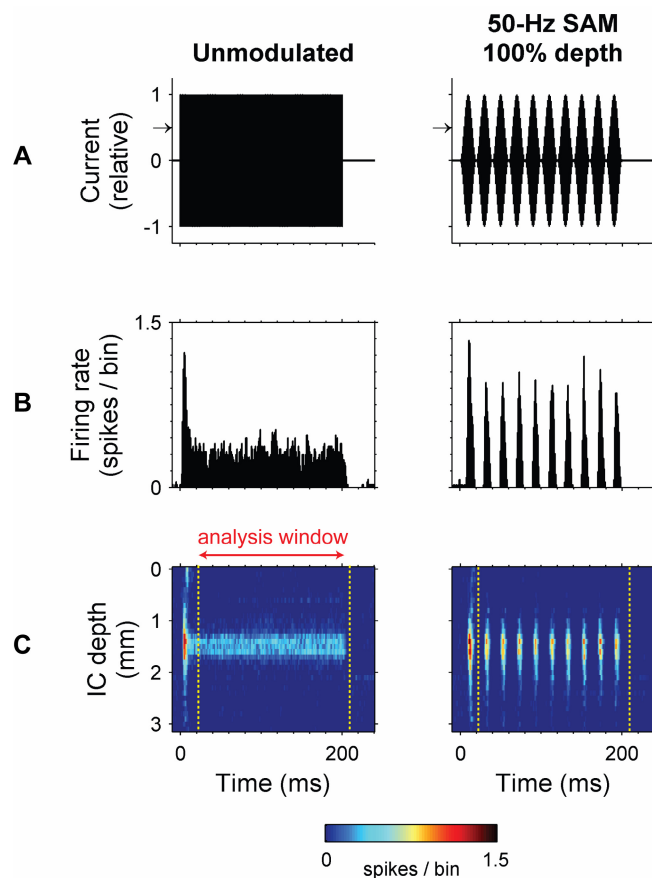 Unmodulated
50-Hz SAM
100% depth
A
Current
(relative)
1
0
-1
B
Firing rate
(spikes / bin)
1.5
0
C
analysis window
IC depth
(mm)
0
1
2
3
0
200
0
200
Time (ms)
Time (ms)
0
1.5
spikes / bin